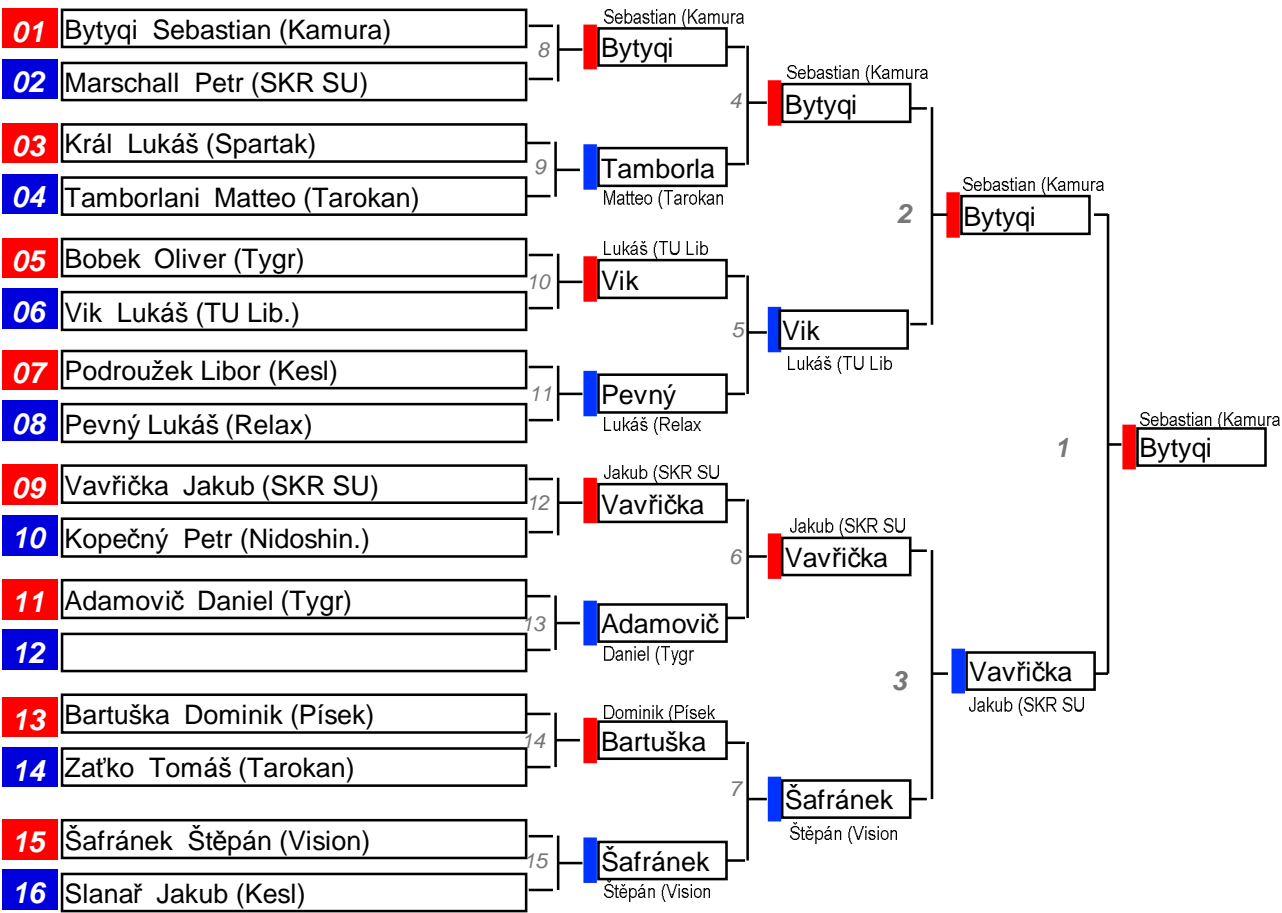 01 Bytyqi Sebastian (Kamura)
02 Marschall Petr (SKR SU)
03 Král Lukáš (Spartak)
04 Tamborlani Matteo (Tarokan)
05 Bobek Oliver (Tygr)
06 Vik Lukáš (TU Lib.)
07 Podroužek Libor (Kesl)
08 Pevný Lukáš (Relax)
09 Vavřička Jakub (SKR SU)
10 Kopečný Petr (Nidoshin.)
11 Adamovič Daniel (Tygr)
12
13 Bartuška Dominik (Písek)
14 Zaťko Tomáš (Tarokan)
15 Šafránek Štěpán (Vision)
16 Slanař Jakub (Kesl)
8
Sebastian (Kamura
Bytyqi
9
Tamborla
Matteo (Tarokan
10
Lukáš (TU Lib
Vik
11
Pevný
Lukáš (Relax
12
Jakub (SKR SU
Vavřička
13
Adamovič
Daniel (Tygr
14
Dominik (Písek
Bartuška
15
Šafránek
Štěpán (Vision
4
Sebastian (Kamura
Bytyqi
5
Vik
Lukáš (TU Lib
6
Jakub (SKR SU
Vavřička
7
Šafránek
Štěpán (Vision
2
Sebastian (Kamura
Bytyqi
3
Vavřička
Jakub (SKR SU
1
Sebastian (Kamura
Bytyqi